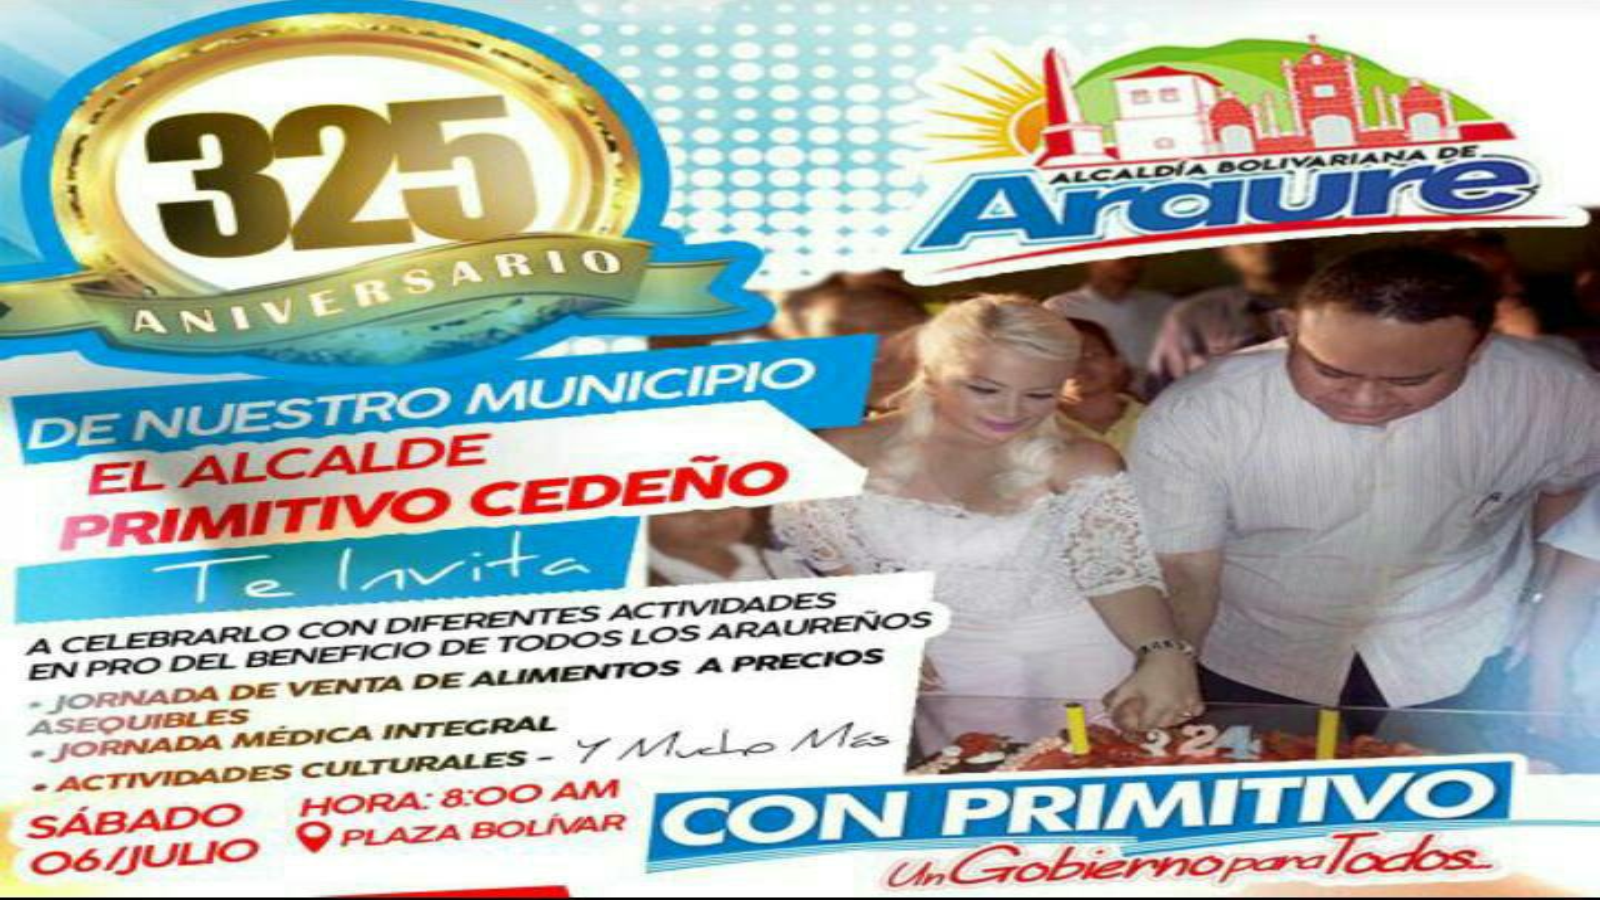 325
ANIVERSARIO
ALCALDÍA BOLIVARIANA DE
Araure
DE NUESTRO MUNICIPIO
EL ALCALDE
PRIMITIVO CEDEÑO
Te Invita
A CELEBRARLO CON DIFERENTES ACTIVIDADES
EN PRO DEL BENEFICIO DE TODOS LOS ARAUREÑOS
• JORNADA DE VENTA DE ALIMENTOS A PRECIOS
ASEQUIBLES
• JORNADA MÉDICA INTEGRAL
• ACTIVIDADES CULTURALES - Y Mucho Más
SÁBADO
06/JULIO
HORA: 8:00 AM
PLAZA BOLÍVAR
324
CON PRIMITIVO
Un Gobierno para Todos...